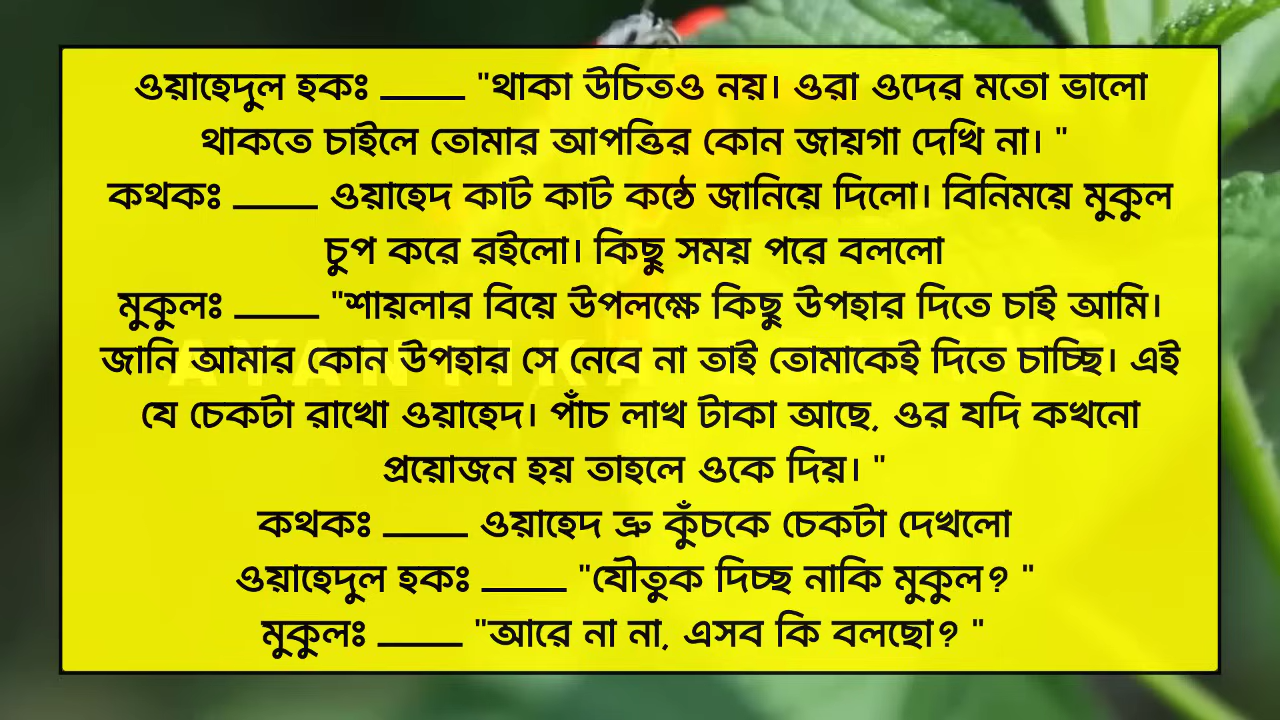 ওয়াহেদুল হকঃ ____ "থাকা উচিতও নয়। ওরা ওদের মতো ভালো
থাকতে চাইলে তোমার আপত্তির কোন জায়গা দেখি না। "
কথকঃ ____ ওয়াহেদ কাট কাট কন্ঠে জানিয়ে দিলো। বিনিময়ে মুকুল
চুপ করে রইলো। কিছু সময় পরে বললো
মুকুলঃ ____ "শায়লার বিয়ে উপলক্ষে কিছু উপহার দিতে চাই আমি।
জানি আমার কোন উপহার সে নেবে না তাই তোমাকেই দিতে চাচ্ছি। এই
যে চেকটা রাখো ওয়াহেদ। পাঁচ লাখ টাকা আছে, ওর যদি কখনো
প্রয়োজন হয় তাহলে ওকে দিয়। "
কথকঃ ____ ওয়াহেদ ভ্রু কুঁচকে চেকটা দেখলো
ওয়াহেদুল হকঃ ____ "যৌতুক দিচ্ছ নাকি মুকুল? "
মুকুলঃ ____ "আরে না না, এসব কি বলছো? "
AYANTIKA